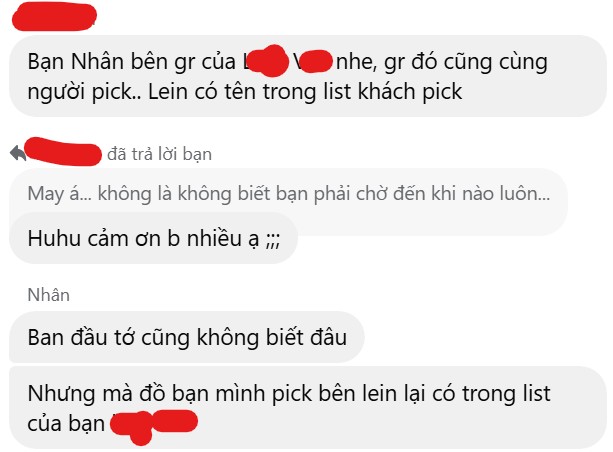 Bạn Nhân bên gr của nhe, gr đó cũng cùng
người pick.. Lein có tên trong list khách pick
đã trả lời bạn
May á... không là không biết bạn phải chờ đến khi nào luôn...
Huhu cảm ơn b nhiều ạ ;;;
Nhân
Ban đầu tớ cũng không biết đâu
Nhưng mà đồ bạn mình pick bên lein lại có trong list
của bạn